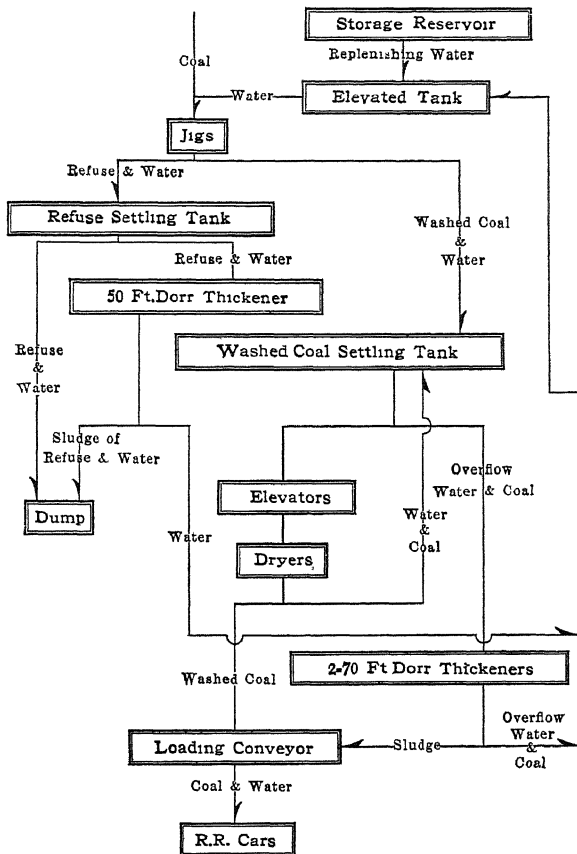 Storage Reservoir
Coal
Replenishing Water
Water
Elevated Tank
Jigs
Refuse & Water
Refuse Settling Tank
Washed Coal
&
Water
Refuse & Water
50 Ft. Dorr Thickener
Refuse
&
Water
Washed Coal Settling Tank
Sludge of
Refuse & Water
Overflow
Water & Coal
Elevators
Dump
Water
Water
&
Coal
Dryers
2-70 Ft Dorr Thickeners
Washed Coal
Overflow
Water
&
Coal
Loading Conveyor
Sludge
Coal & Water
R.R. Cars